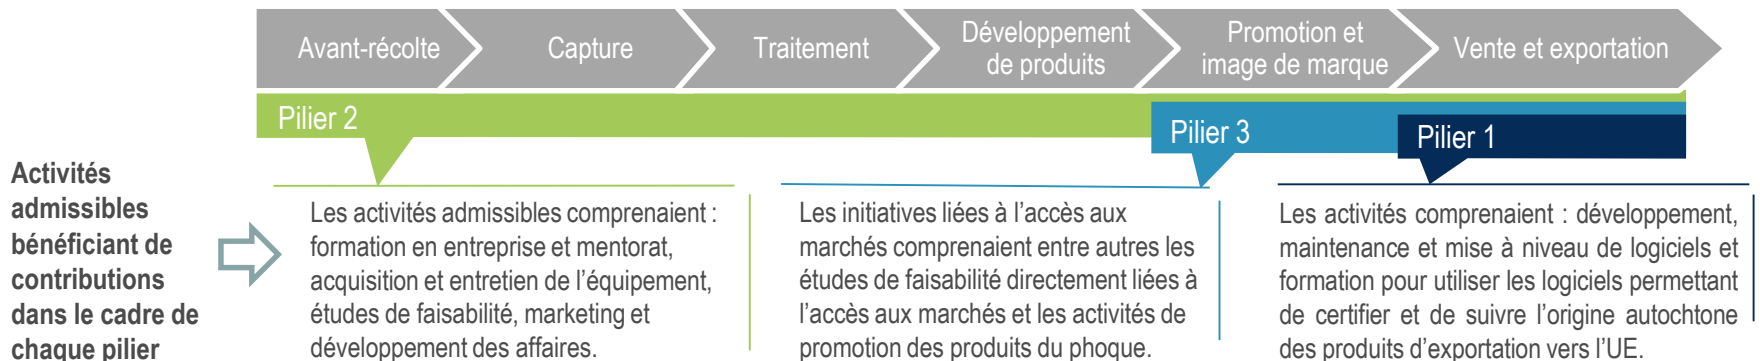 Avant-récolte
Capture
Traitement
Développement
de produits
Promotion et
image de marque
Vente et exportation
Pilier 2
Pilier 3
Pilier 1
Activités
admissibles
bénéficiant de
contributions
dans le cadre de
chaque pilier
Les activités admissibles comprenaient :
formation en entreprise et mentorat,
acquisition et entretien de l’équipement,
études de faisabilité, marketing et
développement des affaires.
Les initiatives liées à l’accès aux
marchés comprenaient entre autres les
études de faisabilité directement liées à
l’accès aux marchés et les activités de
promotion des produits du phoque.
Les activités comprenaient : développement,
maintenance et mise à niveau de logiciels et
formation pour utiliser les logiciels permettant
de certifier et de suivre l’origine autochtone
des produits d’exportation vers l’UE.